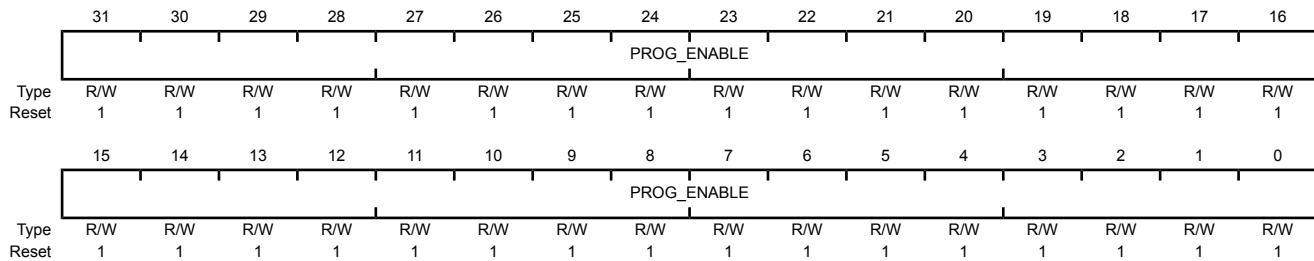 31 30 29 28 27 26 25 24 23 22 21 20 19 18 17 16
PROG_ENABLE
Type R/W R/W R/W R/W R/W R/W R/W R/W R/W R/W R/W R/W R/W R/W R/W R/W
Reset 1 1 1 1 1 1 1 1 1 1 1 1 1 1 1 1
15 14 13 12 11 10 9 8 7 6 5 4 3 2 1 0
PROG_ENABLE
Type R/W R/W R/W R/W R/W R/W R/W R/W R/W R/W R/W R/W R/W R/W R/W R/W
Reset 1 1 1 1 1 1 1 1 1 1 1 1 1 1 1 1